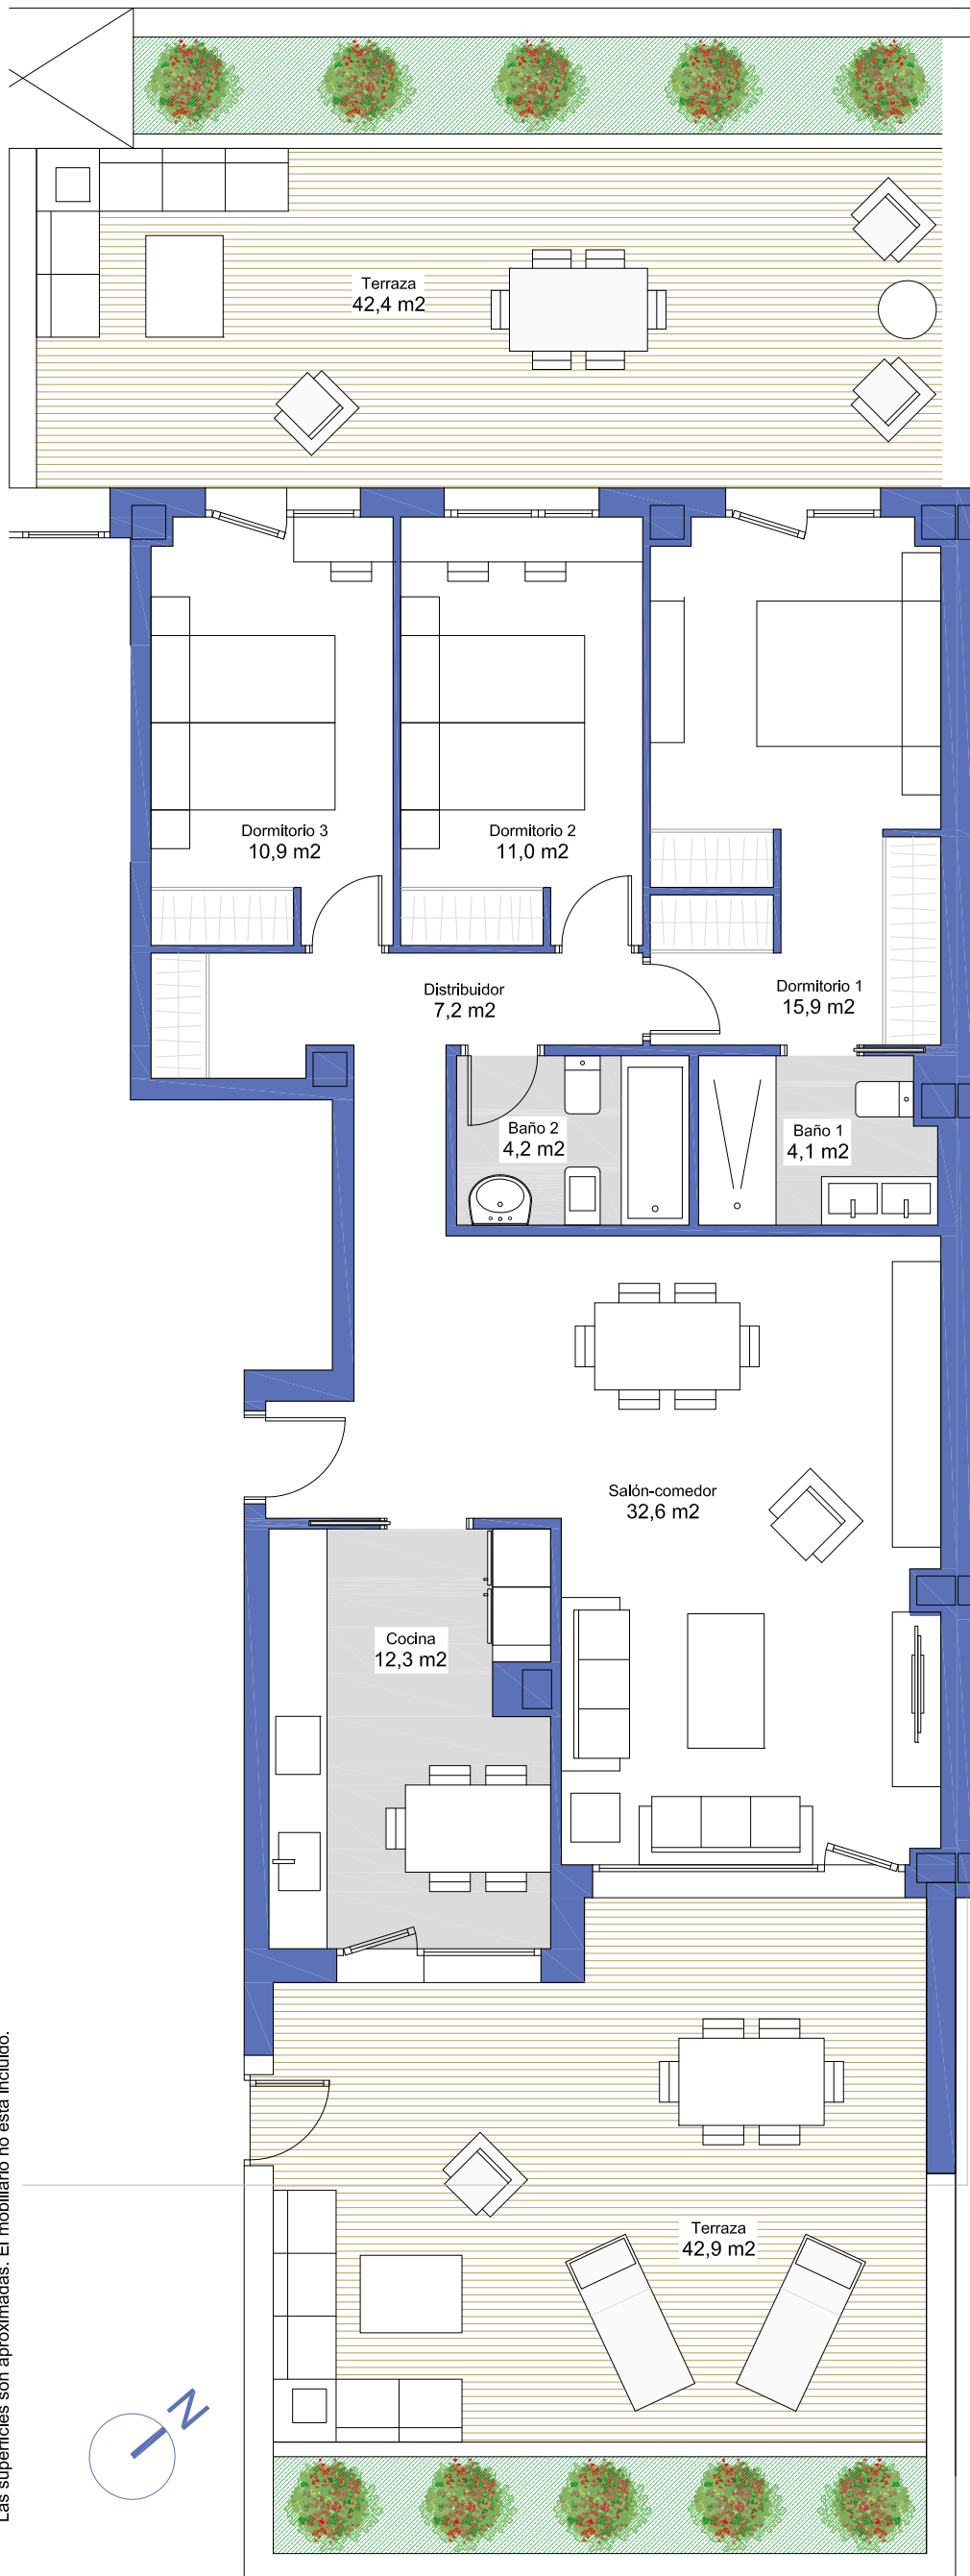 Terraza
42,4 m2
Dormitorio 3
10,9 m2
Dormitorio 2
11,0 m2
Distribuidor
7,2 m2
Dormitorio 1
15,9 m2
Baño 2
4,2 m2
Baño 1
4,1 m2
Salón-comedor
32,6 m2
Cocina
12,3 m2
Terraza
42,9 m2
Las superficies son aproximadas. El mobiliario no está incluido.
N